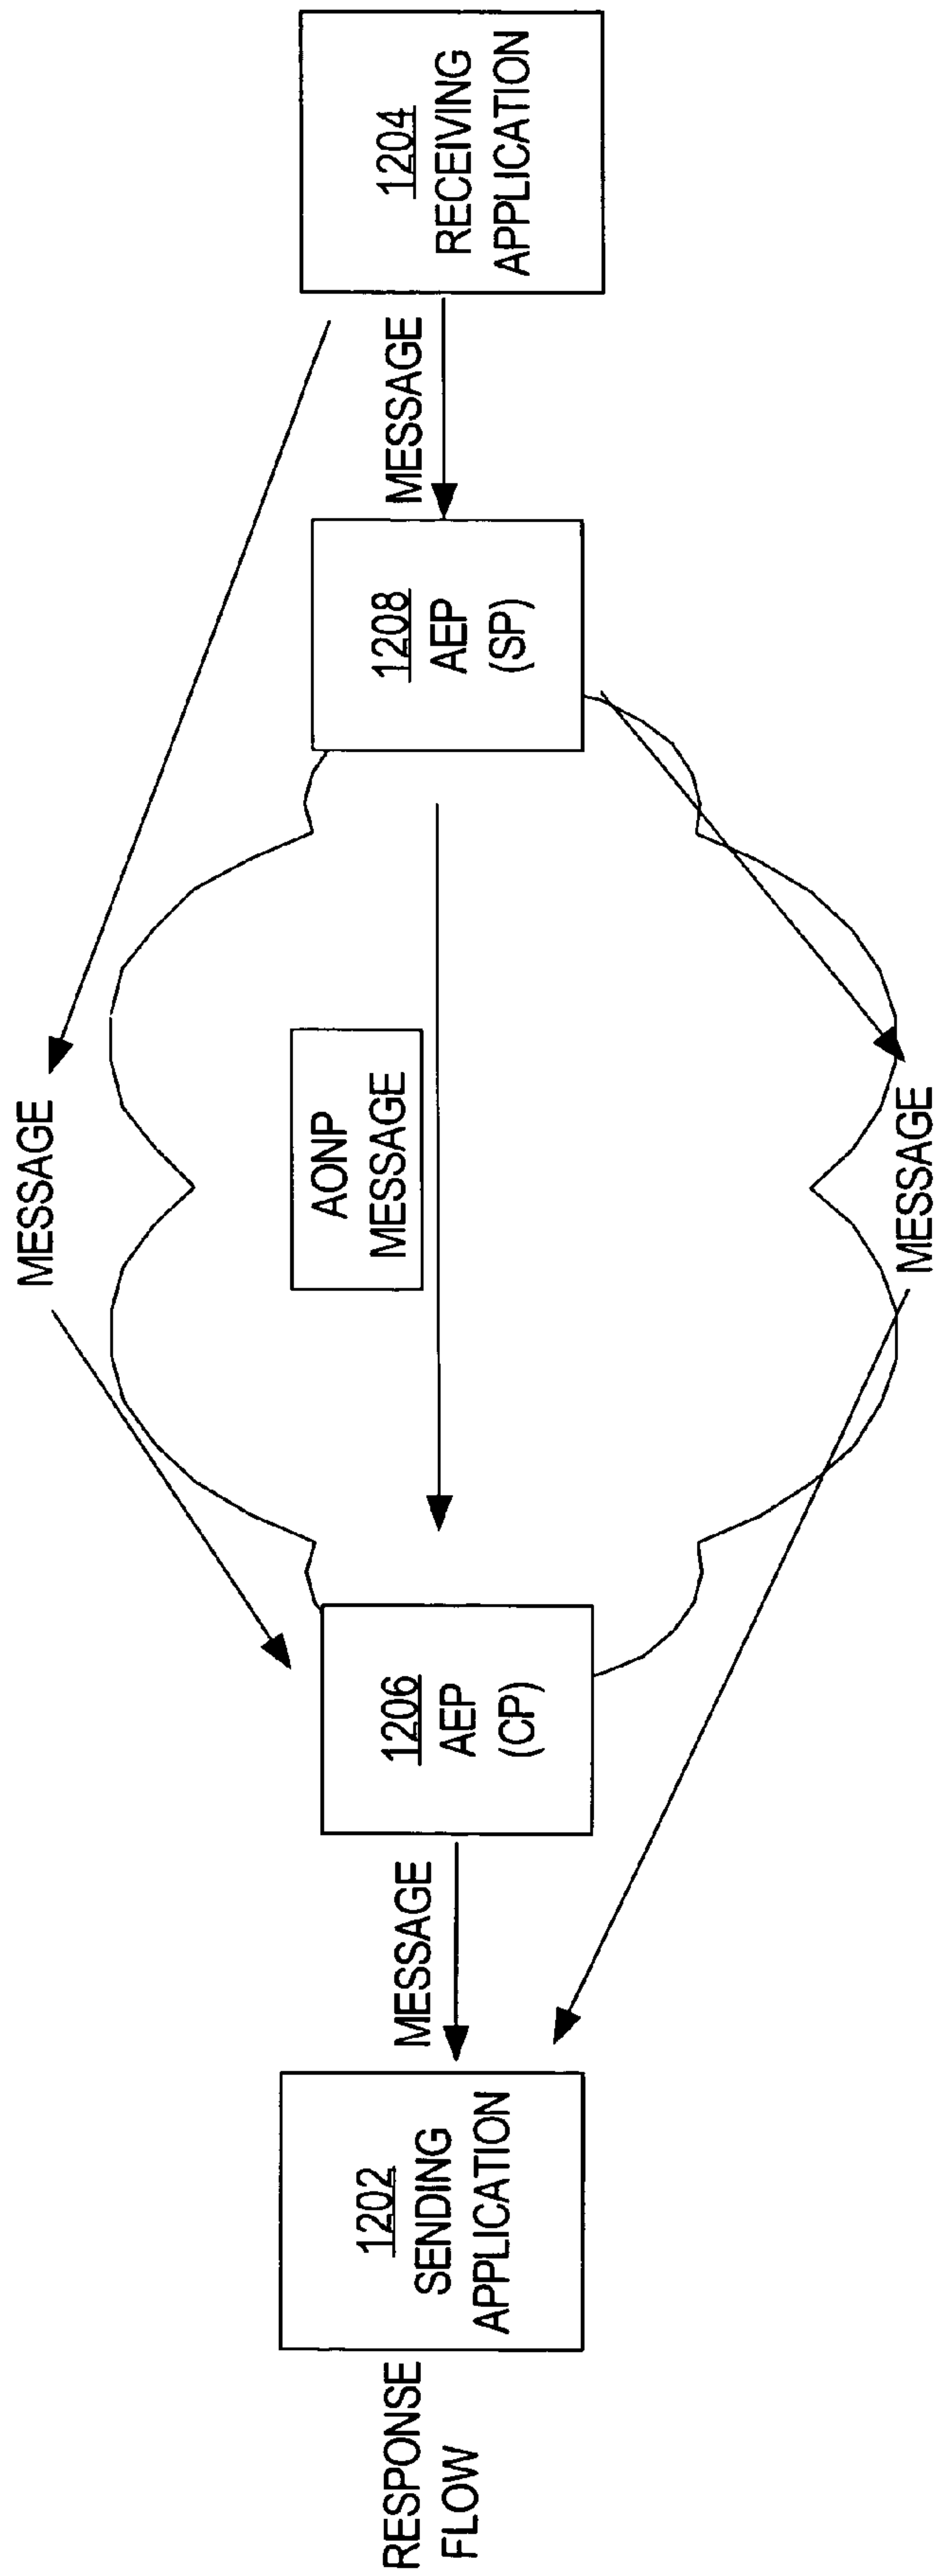 RESPONSE
FLOW
1202
SENDING
APPLICATION
MESSAGE
1206
AEP
(CP)
MESSAGE
AONP
MESSAGE
MESSAGE
1208
AEP
(SP)
MESSAGE
1204
RECEIVING
APPLICATION